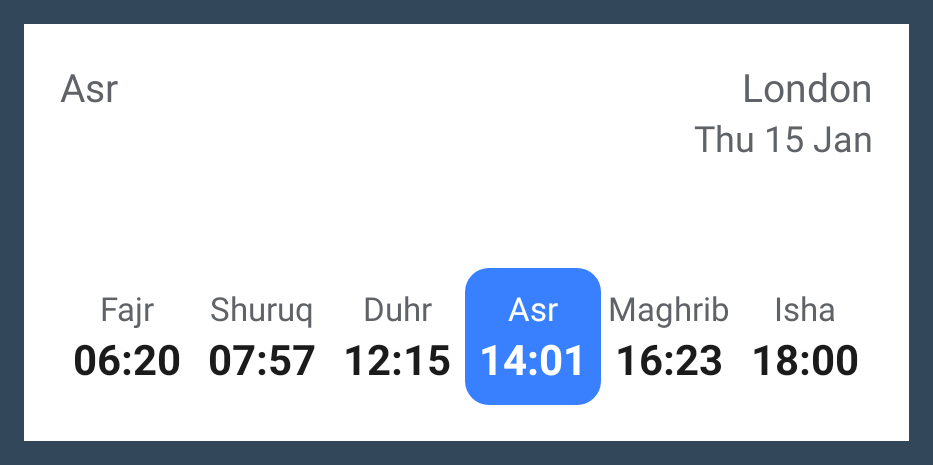 Asr
London
Thu 15 Jan
Fajr Shuruq Duhr Asr Maghrib Isha
06:20 07:57 12:15 14:01 16:23 18:00